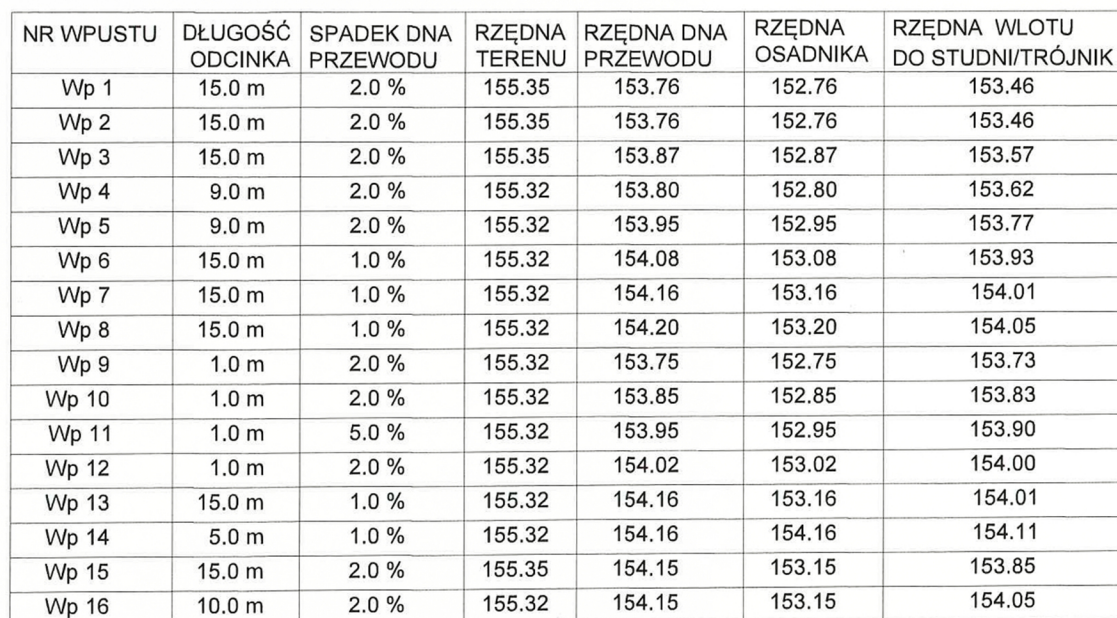 NR WPUSTU DŁUGOŚĆ ODCINKA SPADEK DNA PRZEWODU RZĘDNA TERENU RZĘDNA DNA PRZEWODU RZĘDNA OSADNIKA RZĘDNA WLOTU DO STUDNI/TRÓJNIK
Wp 1 15.0 m 2.0 % 155.35 153.76 152.76 153.46
Wp 2 15.0 m 2.0 % 155.35 153.76 152.76 153.46
Wp 3 15.0 m 2.0 % 155.35 153.87 152.87 153.57
Wp 4 9.0 m 2.0 % 155.32 153.80 152.80 153.62
Wp 5 9.0 m 2.0 % 155.32 153.95 152.95 153.77
Wp 6 15.0 m 1.0 % 155.32 154.08 153.08 153.93
Wp 7 15.0 m 1.0 % 155.32 154.16 153.16 154.01
Wp 8 15.0 m 1.0 % 155.32 154.20 153.20 154.05
Wp 9 1.0 m 2.0 % 155.32 153.75 152.75 153.73
Wp 10 1.0 m 2.0 % 155.32 153.85 152.85 153.83
Wp 11 1.0 m 5.0 % 155.32 153.95 152.95 153.90
Wp 12 1.0 m 2.0 % 155.32 154.02 153.02 154.00
Wp 13 15.0 m 1.0 % 155.32 154.16 153.16 154.01
Wp 14 5.0 m 1.0 % 155.32 154.16 154.16 154.11
Wp 15 15.0 m 2.0 % 155.35 154.15 153.15 153.85
Wp 16 10.0 m 2.0 % 155.32 154.15 153.15 154.05